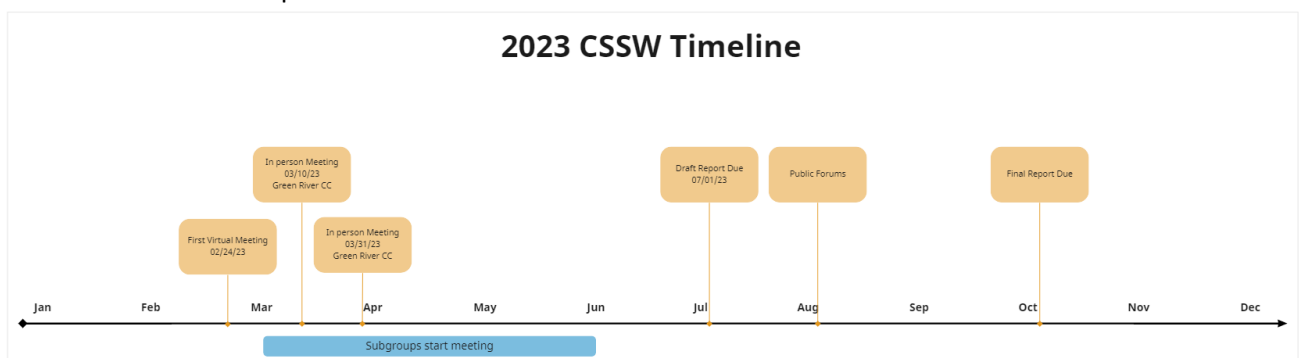 2023 CSSW Timeline
In person Meeting
03/10/23
Green River CC
Draft Report Due
07/01/23
Public Forums
Final Report Due
First Virtual Meeting
02/24/23
In person Meeting
03/31/23
Green River CC
Jan Feb Mar Apr May Jun Jul Aug Sep Oct Nov Dec
Subgroups start meeting